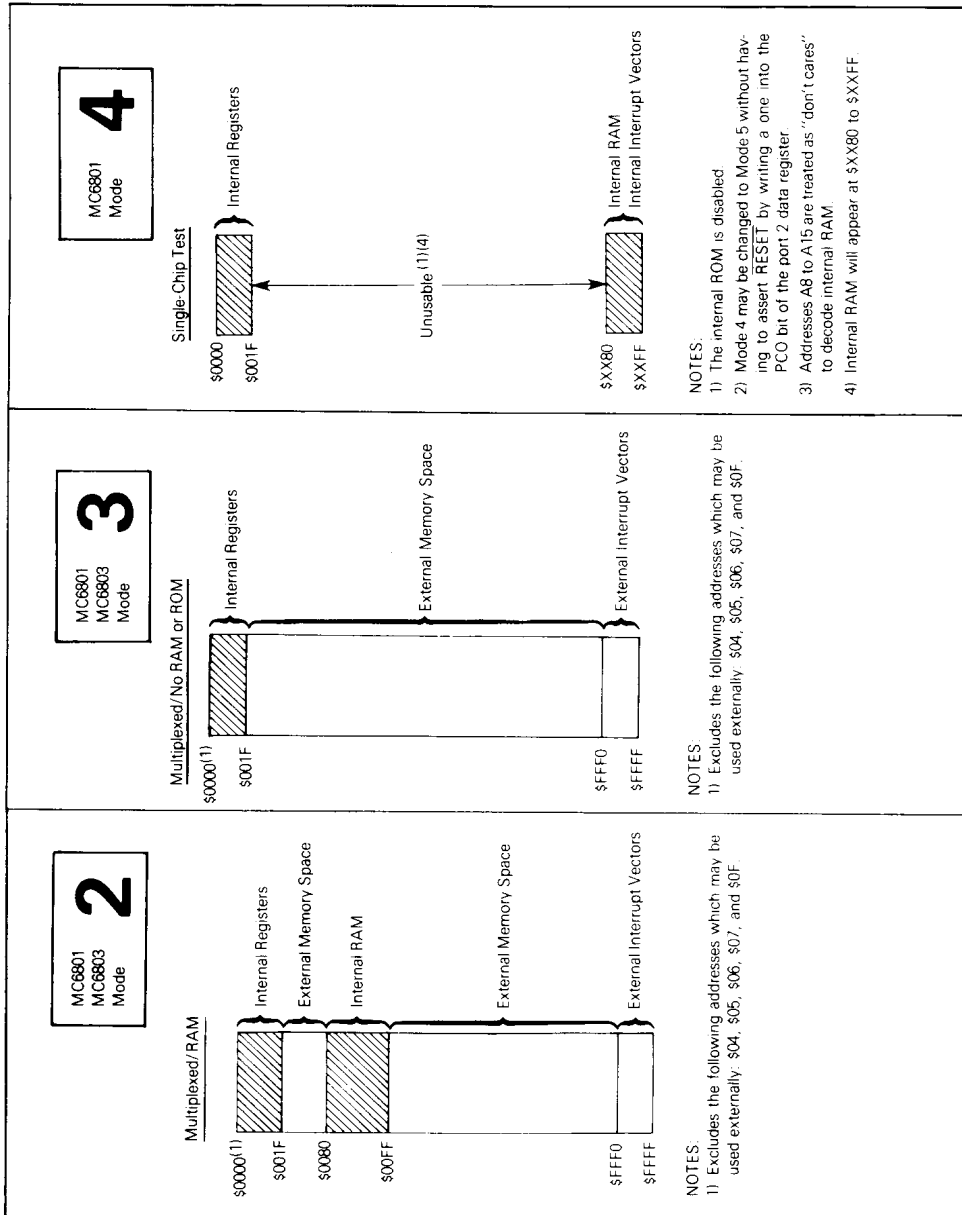 MC6801
MC6803
Mode
2
Multiplexed/RAM
$0000(1)
$001F
$0080
$00FF
$FFF0
$FFFF
Internal Registers
External Memory Space
Internal RAM
External Memory Space
External Interrupt Vectors
NOTES:
1) Excludes the following addresses which may be
used externally: $04, $05, $06, $07, and $0F.
MC6801
MC6803
Mode
3
Multiplexed/No RAM or ROM
$0000(1)
$001F
$FFF0
$FFFF
Internal Registers
External Memory Space
External Interrupt Vectors
NOTES:
1) Excludes the following addresses which may be
used externally: $04, $05, $06, $07, and $0F.
MC6801
Mode
4
Single-Chip Test
$0000
$001F
Internal Registers
Unusable(1)(4)
$XX80
$XXFF
Internal RAM
Internal Interrupt Vectors
NOTES:
1) The internal ROM is disabled.
2) Mode 4 may be changed to Mode 5 without hav-
ing to assert RESET by writing a one into the
PCO bit of the port 2 data register.
3) Addresses A8 to A15 are treated as "don't cares"
to decode internal RAM.
4) Internal RAM will appear at $XX80 to $XXFF.